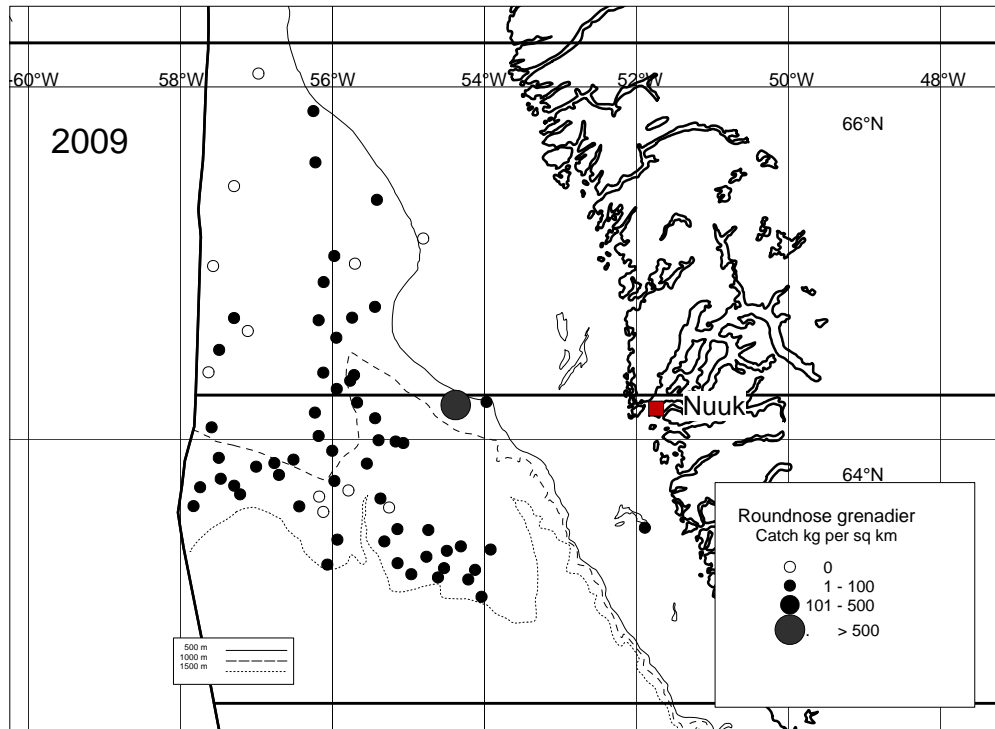 60°W 58°W 56°W 54°W 52°W 50°W 48°W
2009
66°N
Nuuk
64°N
Roundnose grenadier
Catch kg per sq km
0
1 - 100
101 - 500
. > 500
500 m
1000 m
1500 m